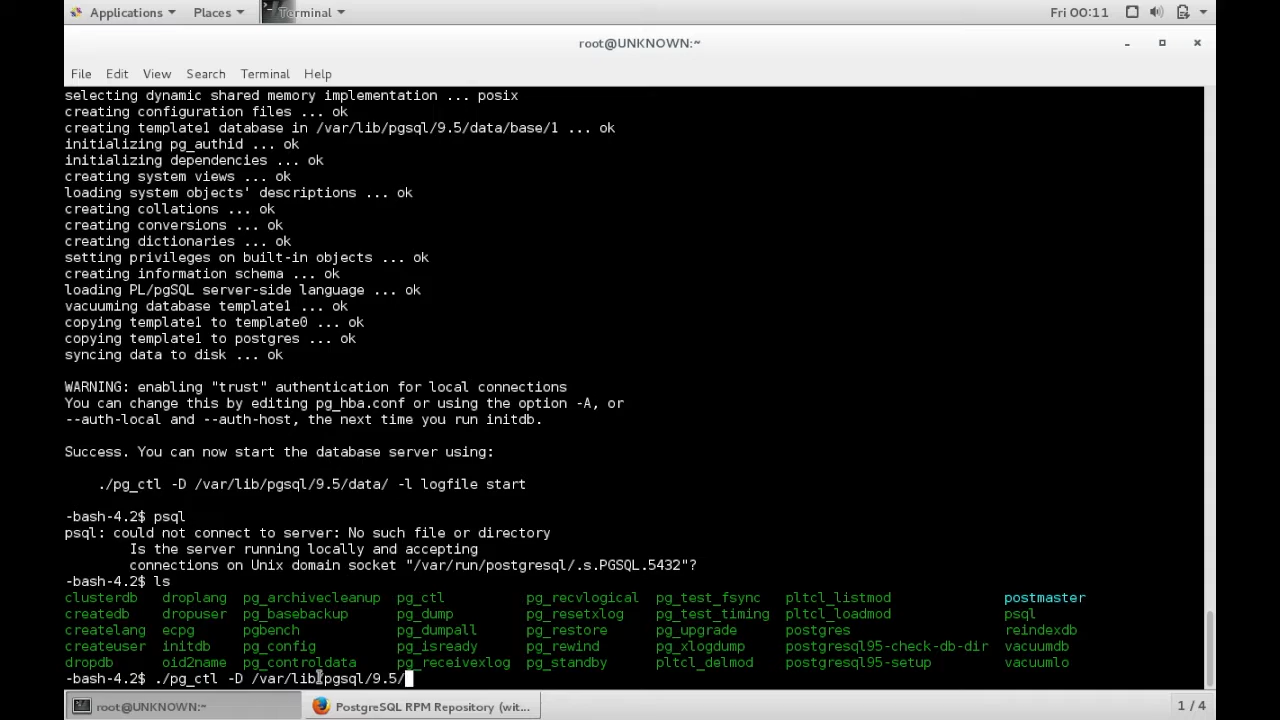 Applications Places Terminal Fri 00:11
root@UNKNOWN:~
File Edit View Search Terminal Help
selecting dynamic shared memory implementation ... posix
creating configuration files ... ok
creating template1 database in /var/lib/pgsql/9.5/data/base/1 ... ok
initializing pg_authid ... ok
initializing dependencies ... ok
creating system views ... ok
loading system objects' descriptions ... ok
creating collations ... ok
creating conversions ... ok
creating dictionaries ... ok
setting privileges on built-in objects ... ok
creating information schema ... ok
loading PL/pgSQL server-side language ... ok
vacuuming database template1 ... ok
copying template1 to template0 ... ok
copying template1 to postgres ... ok
syncing data to disk ... ok
WARNING: enabling "trust" authentication for local connections
You can change this by editing pg_hba.conf or using the option -A, or
--auth-local and --auth-host, the next time you run initdb.
Success. You can now start the database server using:
./pg_ctl -D /var/lib/pgsql/9.5/data/ -l logfile start
-bash-4.2$ psql
psql: could not connect to server: No such file or directory
Is the server running locally and accepting
connections on Unix domain socket "/var/run/postgresql/.s.PGSQL.5432"?
-bash-4.2$ ls
clusterdb droplang pg_archivecleanup pg_ctl pg_recvlogical pg_test_fsync pltcl_listmod postmaster
createdb dropuser pg_basebackup pg_dump pg_resetxlog pg_test_timing pltcl_loadmod psql
createlang ecpg pgbench pg_dumpall pg_restore pg_upgrade postgres reindexdb
createuser initdb pg_config pg_isready pg_rewind pg_xlogdump postgresql95-check-db-dir vacuumdb
dropdb oid2name pg_controldata pg_receivexlog pg_standby pltcl_delmod postgresql95-setup vacuumlo
-bash-4.2$ ./pg_ctl -D /var/lib/pgsql/9.5/
root@UNKNOWN:~ PostgreSQL RPM Repository (wit... 1 / 4